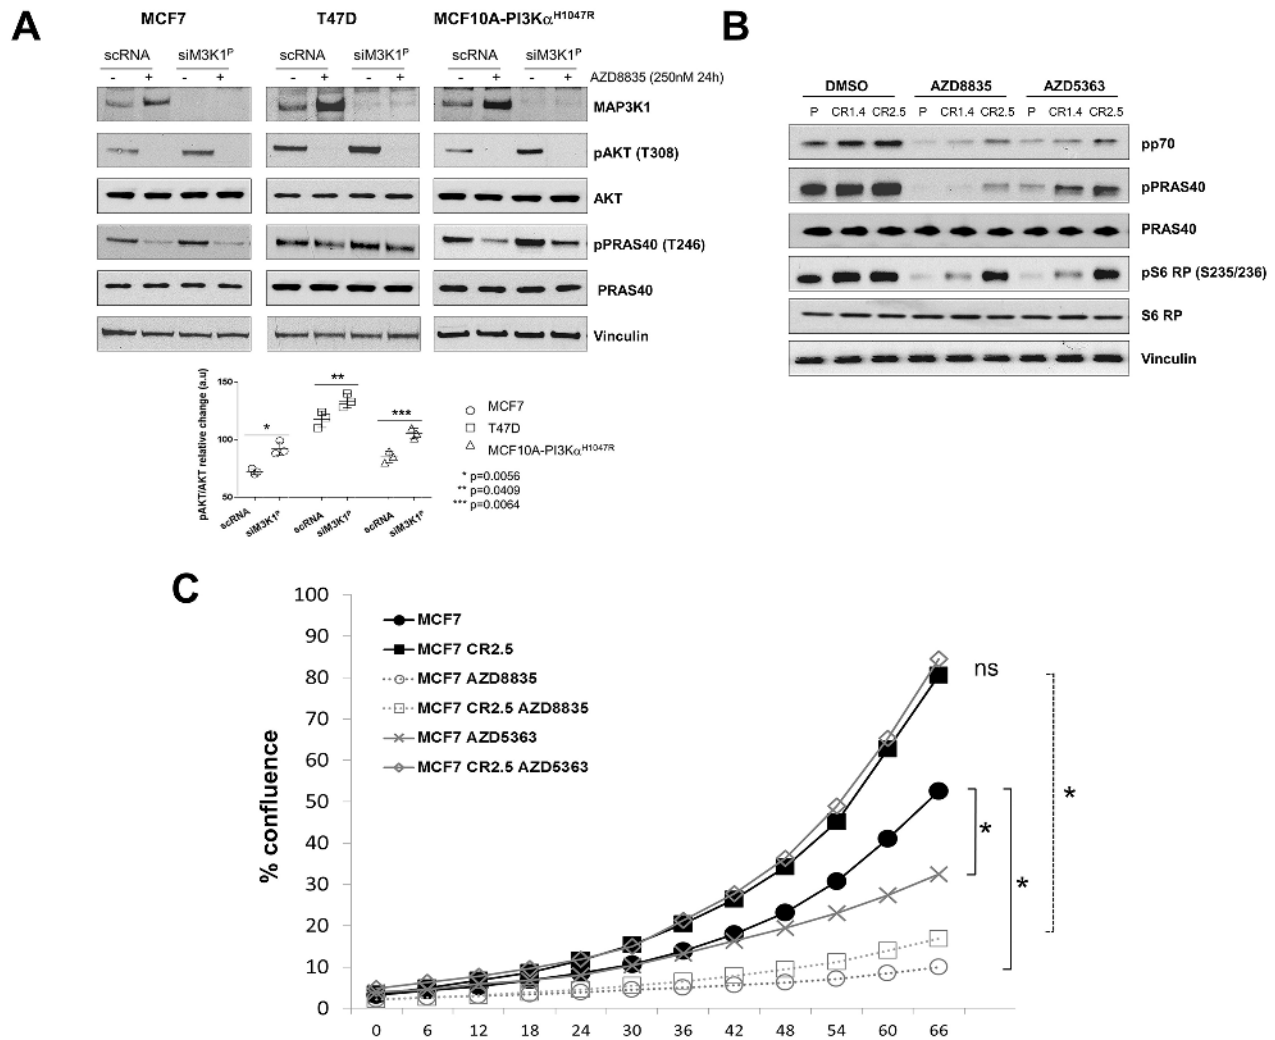 A
MCF7
T47D
MCF10A-PI3Kα^H1047R
scRNA siM3K1^P scRNA siM3K1^P scRNA siM3K1^P
- + - + - + - + - + - + AZD8835 (250nM 24h)
MAP3K1
pAKT (T308)
AKT
pPRAS40 (T246)
PRAS40
Vinculin
pAKT/AKT relative change (a.u)
150
100
50
*
**
***
scRNA siM3K1^P scRNA siM3K1^P scRNA siM3K1^P
MCF7
T47D
MCF10A-PI3Kα^H1047R
* p=0.0056
** p=0.0409
*** p=0.0064
B
DMSO AZD8835 AZD5363
P CR1.4 CR2.5 P CR1.4 CR2.5 P CR1.4 CR2.5
pp70
pPRAS40
PRAS40
pS6 RP (S235/236)
S6 RP
Vinculin
C
% confluence
100
90
80
70
60
50
40
30
20
10
0
MCF7
MCF7 CR2.5
MCF7 AZD8835
MCF7 CR2.5 AZD8835
MCF7 AZD5363
MCF7 CR2.5 AZD5363
ns
*
*
*
0 6 12 18 24 30 36 42 48 54 60 66